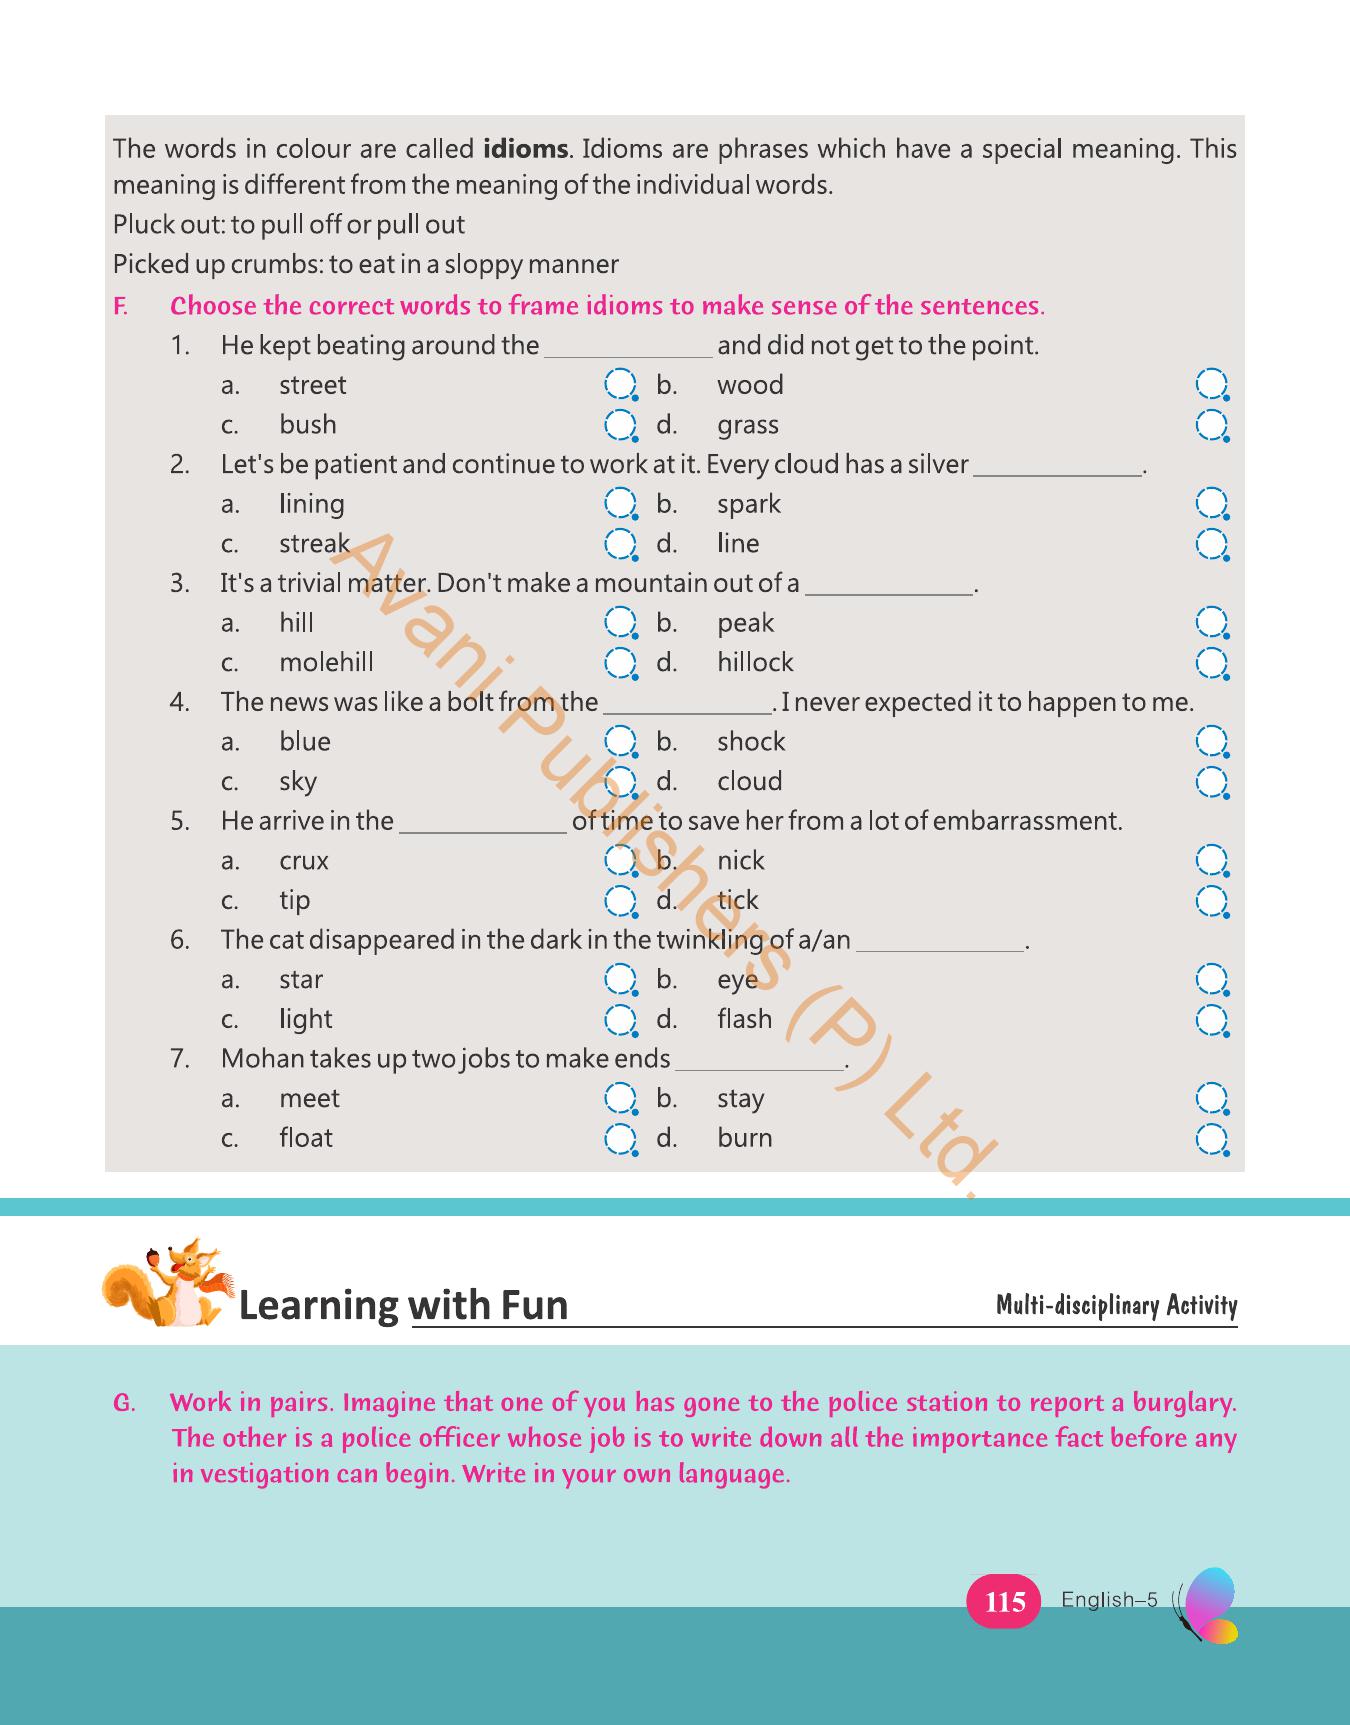 The words in colour are called idioms. Idioms are phrases which have a special meaning. This
meaning is different from the meaning of the individual words.
Pluck out: to pull off or pull out
Picked up crumbs: to eat in a sloppy manner
F. Choose the correct words to frame idioms to make sense of the sentences.
1. He kept beating around the ____________ and did not get to the point.
a. street b. wood
c. bush d. grass
2. Let's be patient and continue to work at it. Every cloud has a silver ____________.
a. lining b. spark
c. streak d. line
3. It's a trivial matter. Don't make a mountain out of a ____________.
a. hill b. peak
c. molehill d. hillock
4. The news was like a bolt from the ____________. I never expected it to happen to me.
a. blue b. shock
c. sky d. cloud
5. He arrive in the ____________ of time to save her from a lot of embarrassment.
a. crux b. nick
c. tip d. tick
6. The cat disappeared in the dark in the twinkling of a/an ____________.
a. star b. eye
c. light d. flash
7. Mohan takes up two jobs to make ends ____________.
a. meet b. stay
c. float d. burn
Avani Publishers (P) Ltd.
Learning with Fun Multi-disciplinary Activity
G. Work in pairs. Imagine that one of you has gone to the police station to report a burglary.
The other is a police officer whose job is to write down all the importance fact before any
in vestigation can begin. Write in your own language.
115 English–5